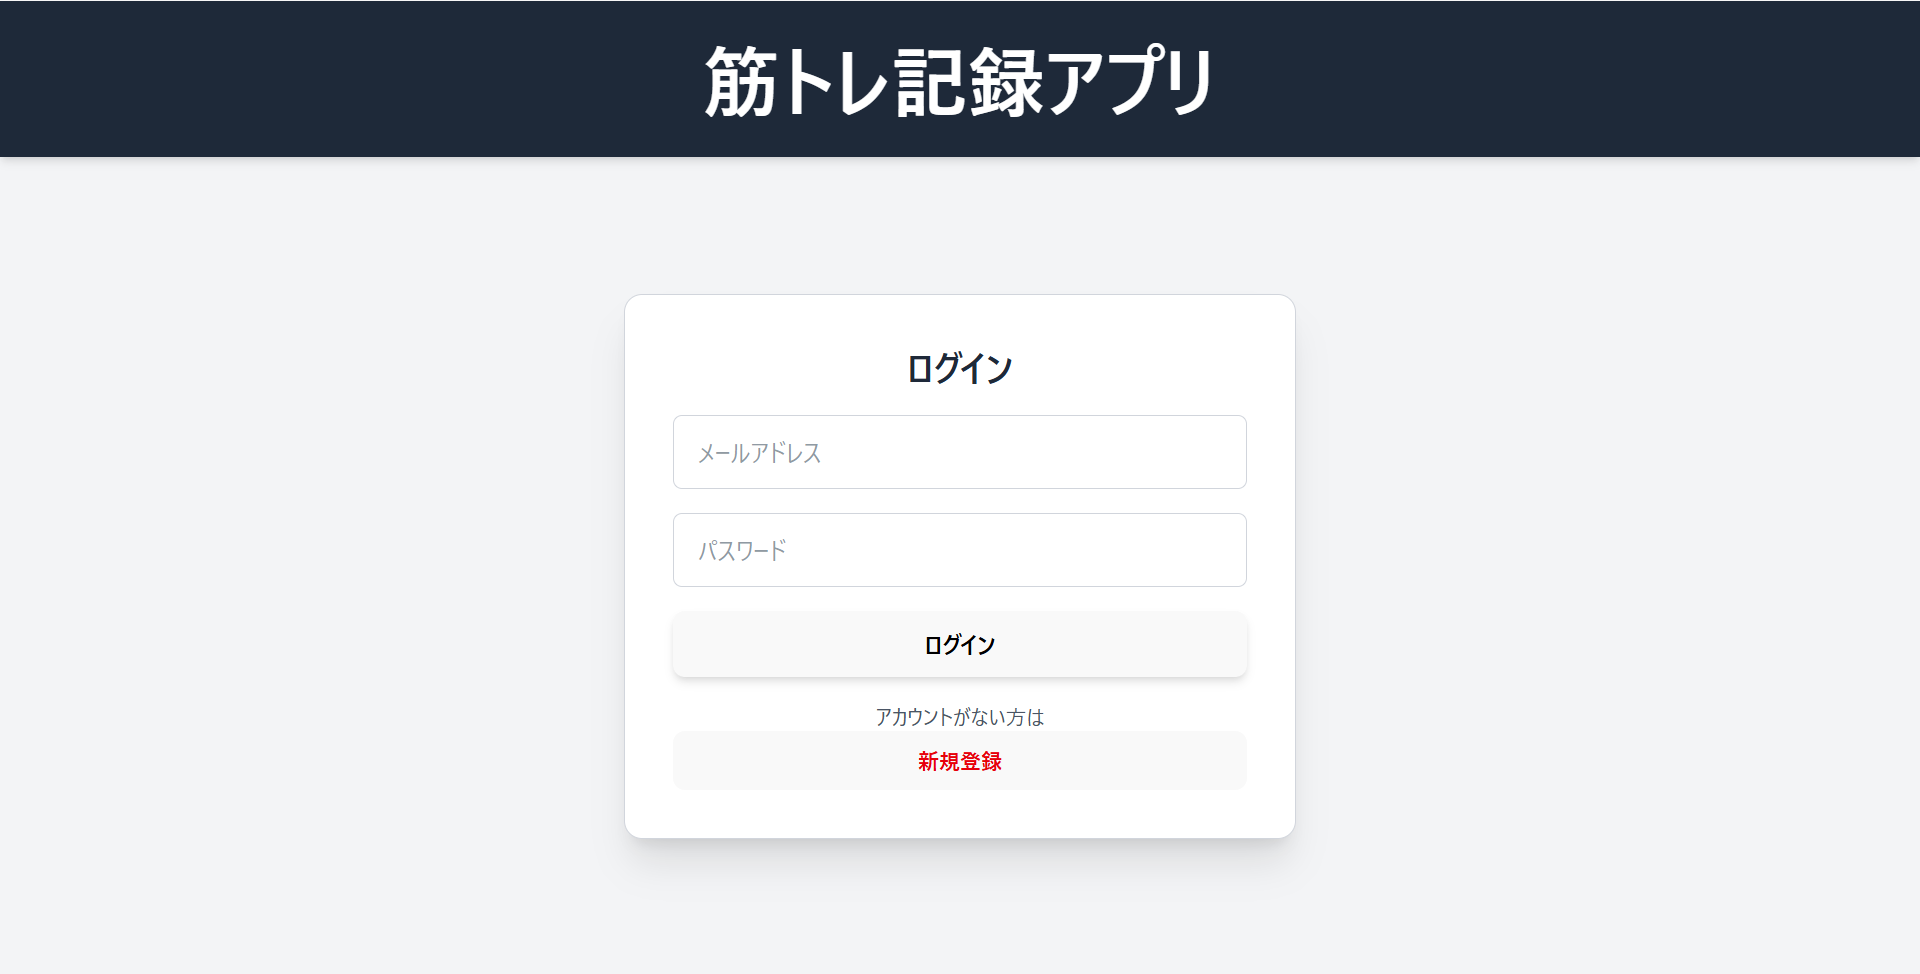 筋トレ記録アプリ
ログイン
メールアドレス
パスワード
ログイン
アカウントがない方は
新規登録